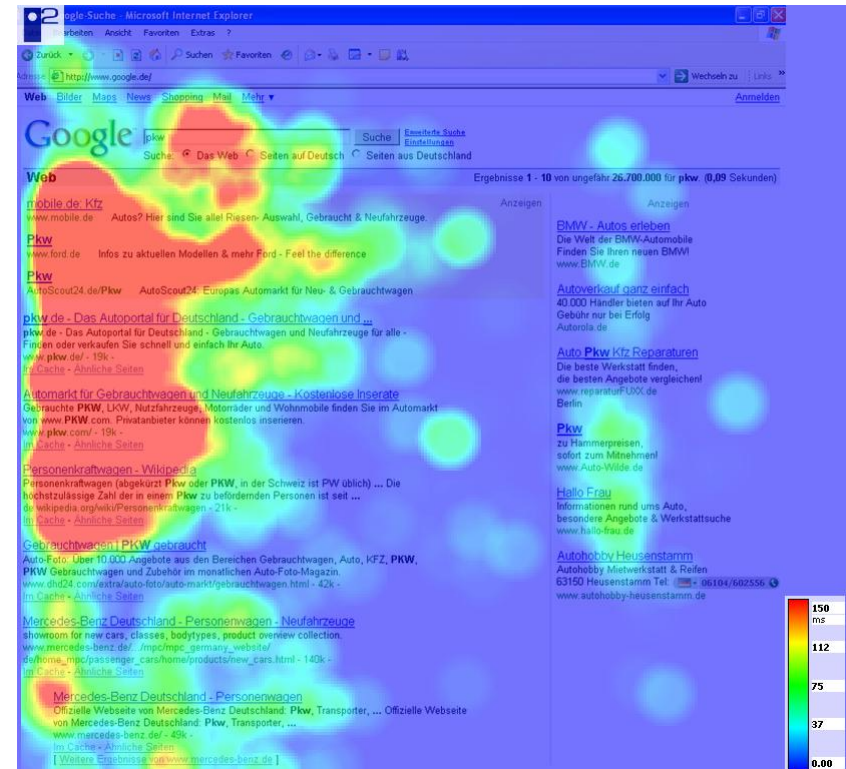 ogle-Suche - Microsoft Internet Explorer
arbeiten Ansicht Favoriten Extras ?
Zurück Suchen Favoriten
Adresse http://www.google.de/ Wechseln zu Links »
Web Bilder Maps News Shopping Mail Mehr ▼ Anmelden
Google pkw Suche Erweiterte Suche
Einstellungen
Suche: Das Web Seiten auf Deutsch Seiten aus Deutschland
Web Ergebnisse 1 - 10 von ungefähr 26.700.000 für pkw. (0,09 Sekunden)
Anzeigen
mobile.de: Kfz
www.mobile.de Autos? Hier sind Sie alle! Riesen- Auswahl, Gebraucht & Neufahrzeuge.
Pkw
www.ford.de Infos zu aktuellen Modellen & mehr Ford - Feel the difference
Pkw
AutoScout24.de/Pkw AutoScout24: Europas Automarkt für Neu- & Gebrauchtwagen
pkw.de - Das Autoportal für Deutschland - Gebrauchtwagen und ...
pkw.de - Das Autoportal für Deutschland - Gebrauchtwagen und Neufahrzeuge für alle -
Finden oder verkaufen Sie schnell und einfach Ihr Auto.
www.pkw.de/ - 19k -
Im Cache - Ähnliche Seiten
Automarkt für Gebrauchtwagen und Neufahrzeuge - Kostenlose Inserate
Gebrauchte PKW, LKW, Nutzfahrzeuge, Motorräder und Wohnmobile finden Sie im Automarkt
von www.PKW.com. Privatanbieter können kostenlos inserieren.
www.pkw.com/ - 19k -
Im Cache - Ähnliche Seiten
Personenkraftwagen - Wikipedia
Personenkraftwagen (abgekürzt Pkw oder PKW, in der Schweiz ist PW üblich) ... Die
höchstzulässige Zahl der in einem Pkw zu befördernden Personen ist seit ...
de.wikipedia.org/wiki/Personenkraftwagen - 21k -
Im Cache - Ähnliche Seiten
Gebrauchtwagen | PKW gebraucht
Auto-Foto: Über 10.000 Angebote aus den Bereichen Gebrauchtwagen, Auto, KFZ, PKW,
PKW Gebrauchtwagen und Zubehör im monatlichen Auto-Foto-Magazin.
www.dhd24.com/extra/auto-foto/auto-markt/gebrauchtwagen.html - 42k -
Im Cache - Ähnliche Seiten
Mercedes-Benz Deutschland - Personenwagen - Neufahrzeuge
showroom for new cars, classes, bodytypes, product overview collection.
www.mercedes-benz.de/.../mpc/mpc_germany_website/
de/home_mpc/passenger_cars/home/products/new_cars.html - 140k -
Im Cache - Ähnliche Seiten
Mercedes-Benz Deutschland - Personenwagen
Offizielle Webseite von Mercedes-Benz Deutschland: Pkw, Transporter, ... Offizielle Webseite
von Mercedes-Benz Deutschland: Pkw, Transporter, ...
www.mercedes-benz.de/ - 49k -
Im Cache - Ähnliche Seiten
[ Weitere Ergebnisse von www.mercedes-benz.de ]
Anzeigen
BMW - Autos erleben
Die Welt der BMW-Automobile
Finden Sie Ihren neuen BMW!
www.BMW.de
Autoverkauf ganz einfach
40.000 Händler bieten auf Ihr Auto
Gebühr nur bei Erfolg
Autorola.de
Auto Pkw Kfz Reparaturen
Die beste Werkstatt finden,
die besten Angebote vergleichen!
www.reparaturFUXX.de
Berlin
Pkw
zu Hammerpreisen,
sofort zum Mitnehmen!
www.Auto-Wilde.de
Hallo Frau
Informationen rund ums Auto,
besondere Angebote & Werkstattsuche
www.hallo-frau.de
Autohobby Heusenstamm
Autohobby Mietwerkstatt & Reifen
63150 Heusenstamm Tel: 06104/602556
www.autohobby-heusenstamm.de
150
ms
112
75
37
0.00